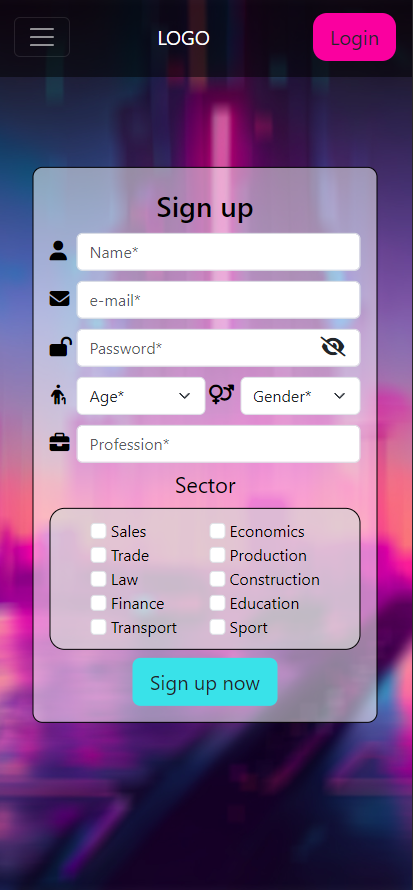 LOGO
Login
Sign up
Name*
e-mail*
Password*
Age* Gender*
Profession*
Sector
Sales Economics
Trade Production
Law Construction
Finance Education
Transport Sport
Sign up now